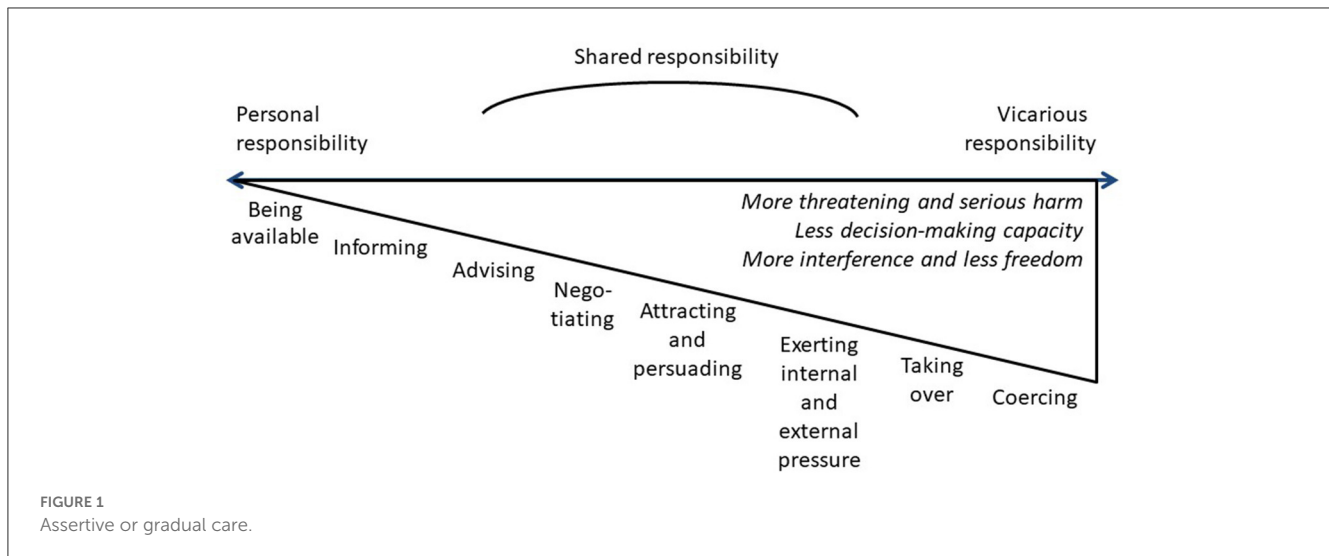 Shared responsibility
Personal
responsibility
Vicarious
responsibility
More threatening and serious harm
Less decision-making capacity
More interference and less freedom
Being
available
Informing
Advising
Nego-
tiating
Attracting
and
persuading
Exerting
internal
and
external
pressure
Taking
over
Coercing
FIGURE 1
Assertive or gradual care.